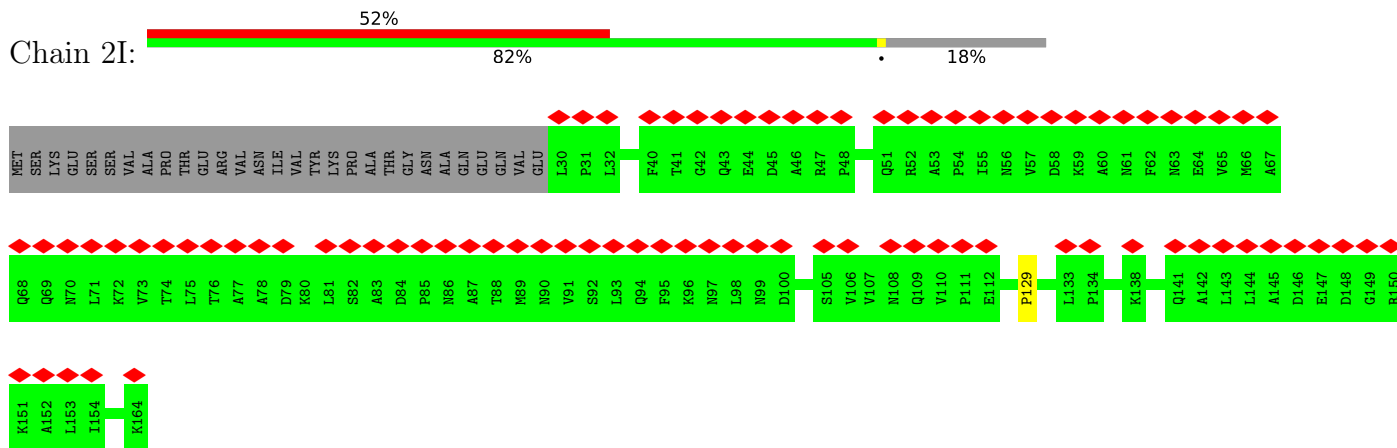 52%
Chain 2I:
82% • 18%
MET SER LYS GLU SER SER VAL ALA PRO THR GLU ARG VAL ASN ILE VAL TYR LYS PRO ALA THR GLY ASN ALA GLN GLU GLN VAL GLU L30 P31 L32 F40 T41 G42 Q43 E44 D45 A46 R47 P48 Q51 R52 A53 P54 I55 N56 V57 D58 K59 A60 N61 F62 N63 E64 V65 M66 A67
Q68 Q69 N70 L71 K72 V73 T74 L75 T76 A77 A78 D79 K80 L81 S82 A83 D84 P85 N86 A87 T88 M89 N90 V91 S92 L93 Q94 F95 K96 N97 L98 N99 D100 S105 V106 V107 N108 Q109 V110 P111 E112 P129 L133 P134 K138 Q141 A142 L143 L144 A145 D146 E147 D148 G149 R150
K151 A152 L153 I154 K164